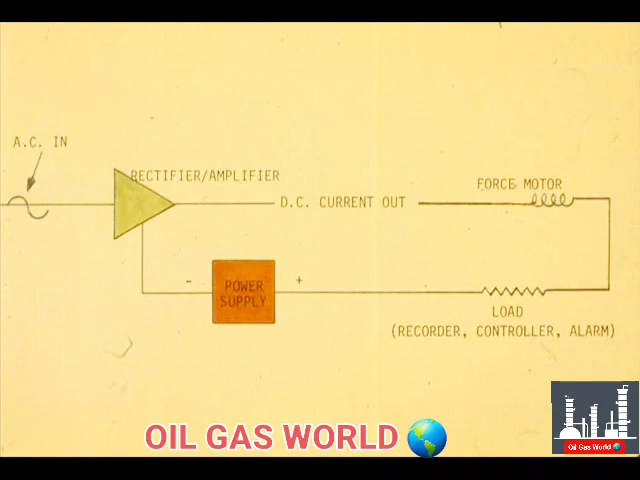 A.C. IN
RECTIFIER/AMPLIFIER
D.C. CURRENT OUT
FORCE MOTOR
-
+
POWER
SUPPLY
LOAD
(RECORDER, CONTROLLER, ALARM)
OIL GAS WORLD
Oil Gas World